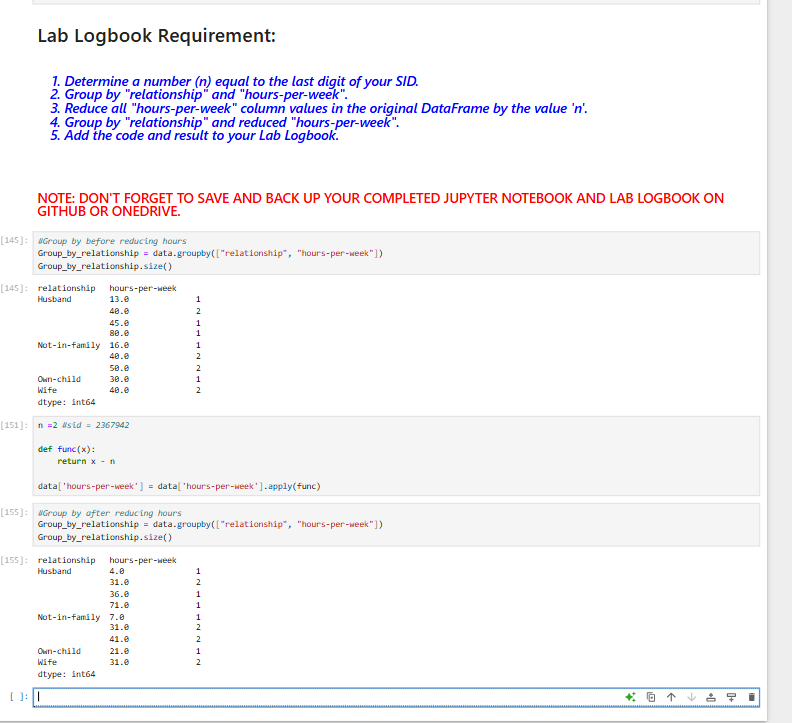 Lab Logbook Requirement:
1. Determine a number (n) equal to the last digit of your SID.
2. Group by "relationship" and "hours-per-week".
3. Reduce all "hours-per-week" column values in the original DataFrame by the value 'n'.
4. Group by "relationship" and reduced "hours-per-week".
5. Add the code and result to your Lab Logbook.
NOTE: DON'T FORGET TO SAVE AND BACK UP YOUR COMPLETED JUPYTER NOTEBOOK AND LAB LOGBOOK ON
GITHUB OR ONEDRIVE.
[145]: #Group by before reducing hours
Group_by_relationship = data.groupby(["relationship", "hours-per-week"])
Group_by_relationship.size()
[145]: relationship hours-per-week
Husband 13.0 1
40.0 2
45.0 1
80.0 1
Not-in-family 16.0 1
40.0 2
50.0 2
Own-child 30.0 1
Wife 40.0 2
dtype: int64
[151]: n =2 #sid = 2367942
def func(x):
return x - n
data['hours-per-week'] = data['hours-per-week'].apply(func)
[155]: #Group by after reducing hours
Group_by_relationship = data.groupby(["relationship", "hours-per-week"])
Group_by_relationship.size()
[155]: relationship hours-per-week
Husband 4.0 1
31.0 2
36.0 1
71.0 1
Not-in-family 7.0 1
31.0 2
41.0 2
Own-child 21.0 1
Wife 31.0 2
dtype: int64
[ ]: